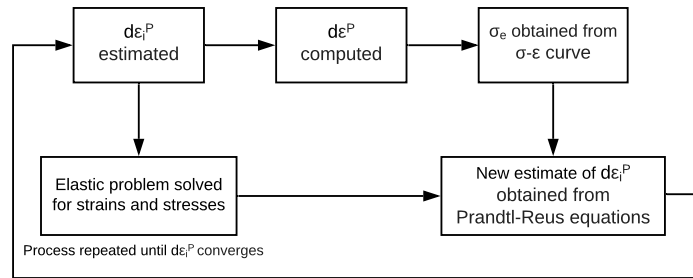 dεᵢᴾ
estimated
dεᴾ
computed
σₑ obtained from
σ-ε curve
Elastic problem solved
for strains and stresses
New estimate of dεᵢᴾ
obtained from
Prandtl-Reus equations
Process repeated until dεᵢᴾ converges